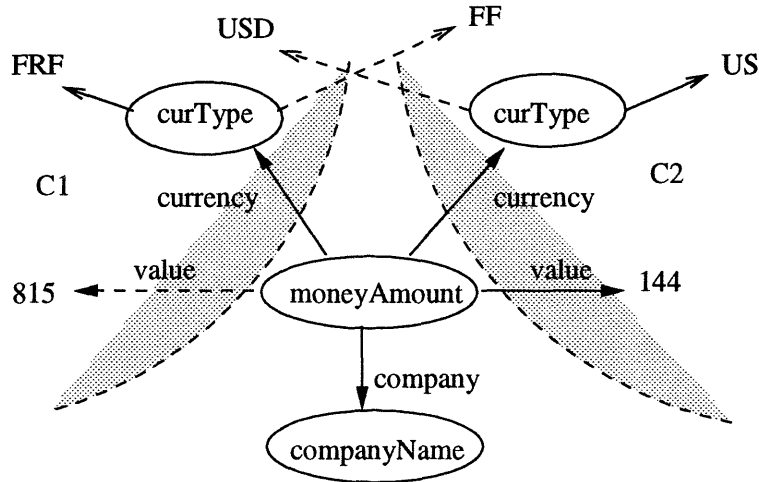 USD
FF
FRF
US
curType
curType
C1
C2
currency
currency
value
value
815
moneyAmount
144
company
companyName